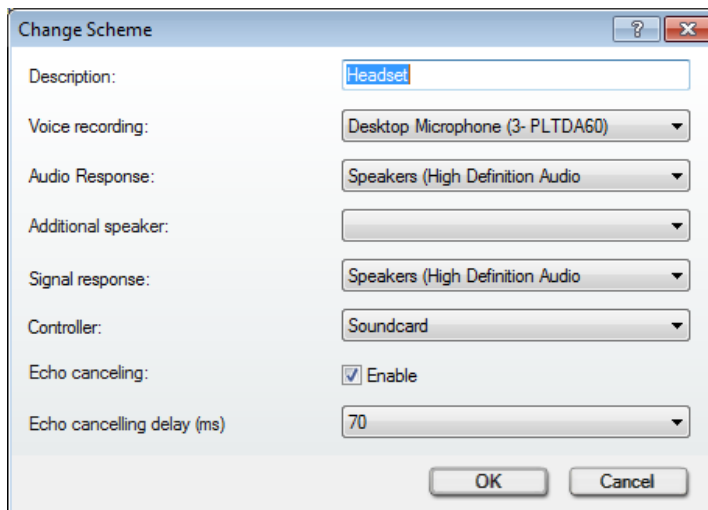 Change Scheme
?
Description: Headset
Voice recording: Desktop Microphone (3- PLTDA60)
Audio Response: Speakers (High Definition Audio
Additional speaker:
Signal response: Speakers (High Definition Audio
Controller: Soundcard
Echo canceling: Enable
Echo cancelling delay (ms) 70
OK Cancel